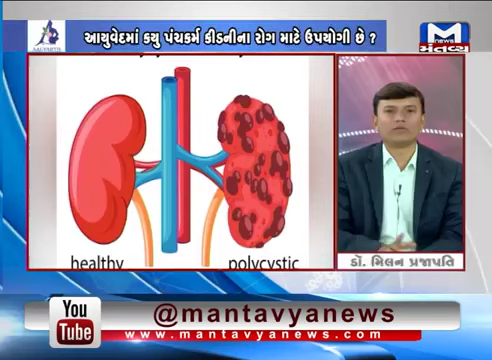 આયુવેદમાં કયુ પંચકર્મ કીડનીના રોગ માટે ઉપયોગી છે ?
news
મંતવ્ય
healthy
polycystic
ડૉ. મિલન પ્રજાપતિ
You
Tube
@mantavyanews
www.mantavyanews.com